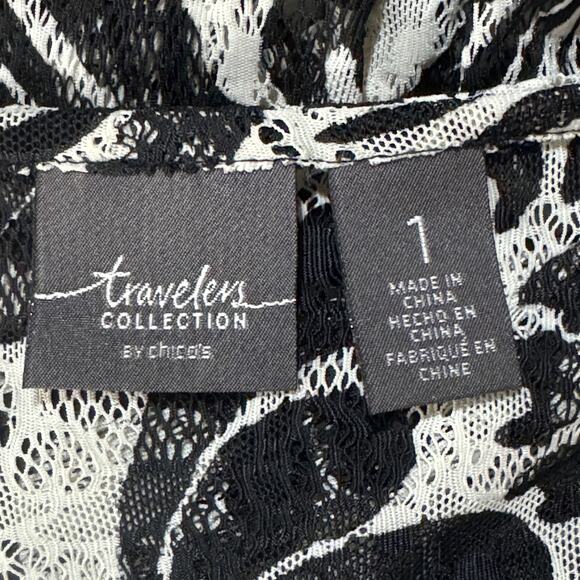 travelers
COLLECTION
BY chico's
1
MADE IN
CHINA
HECHO EN
CHINA
FABRIQUÉ EN
CHINE